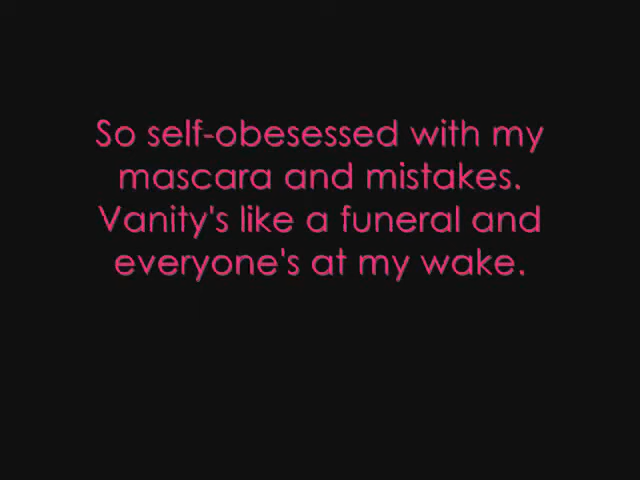 So self-obesessed with my
mascara and mistakes.
Vanity's like a funeral and
everyone's at my wake.